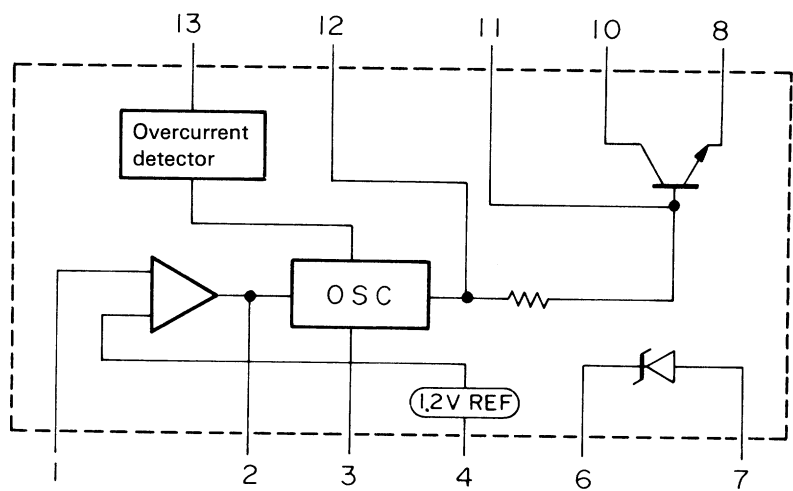 13 12 11 10 8
Overcurrent
detector
OSC
1.2V REF
1 2 3 4 6 7